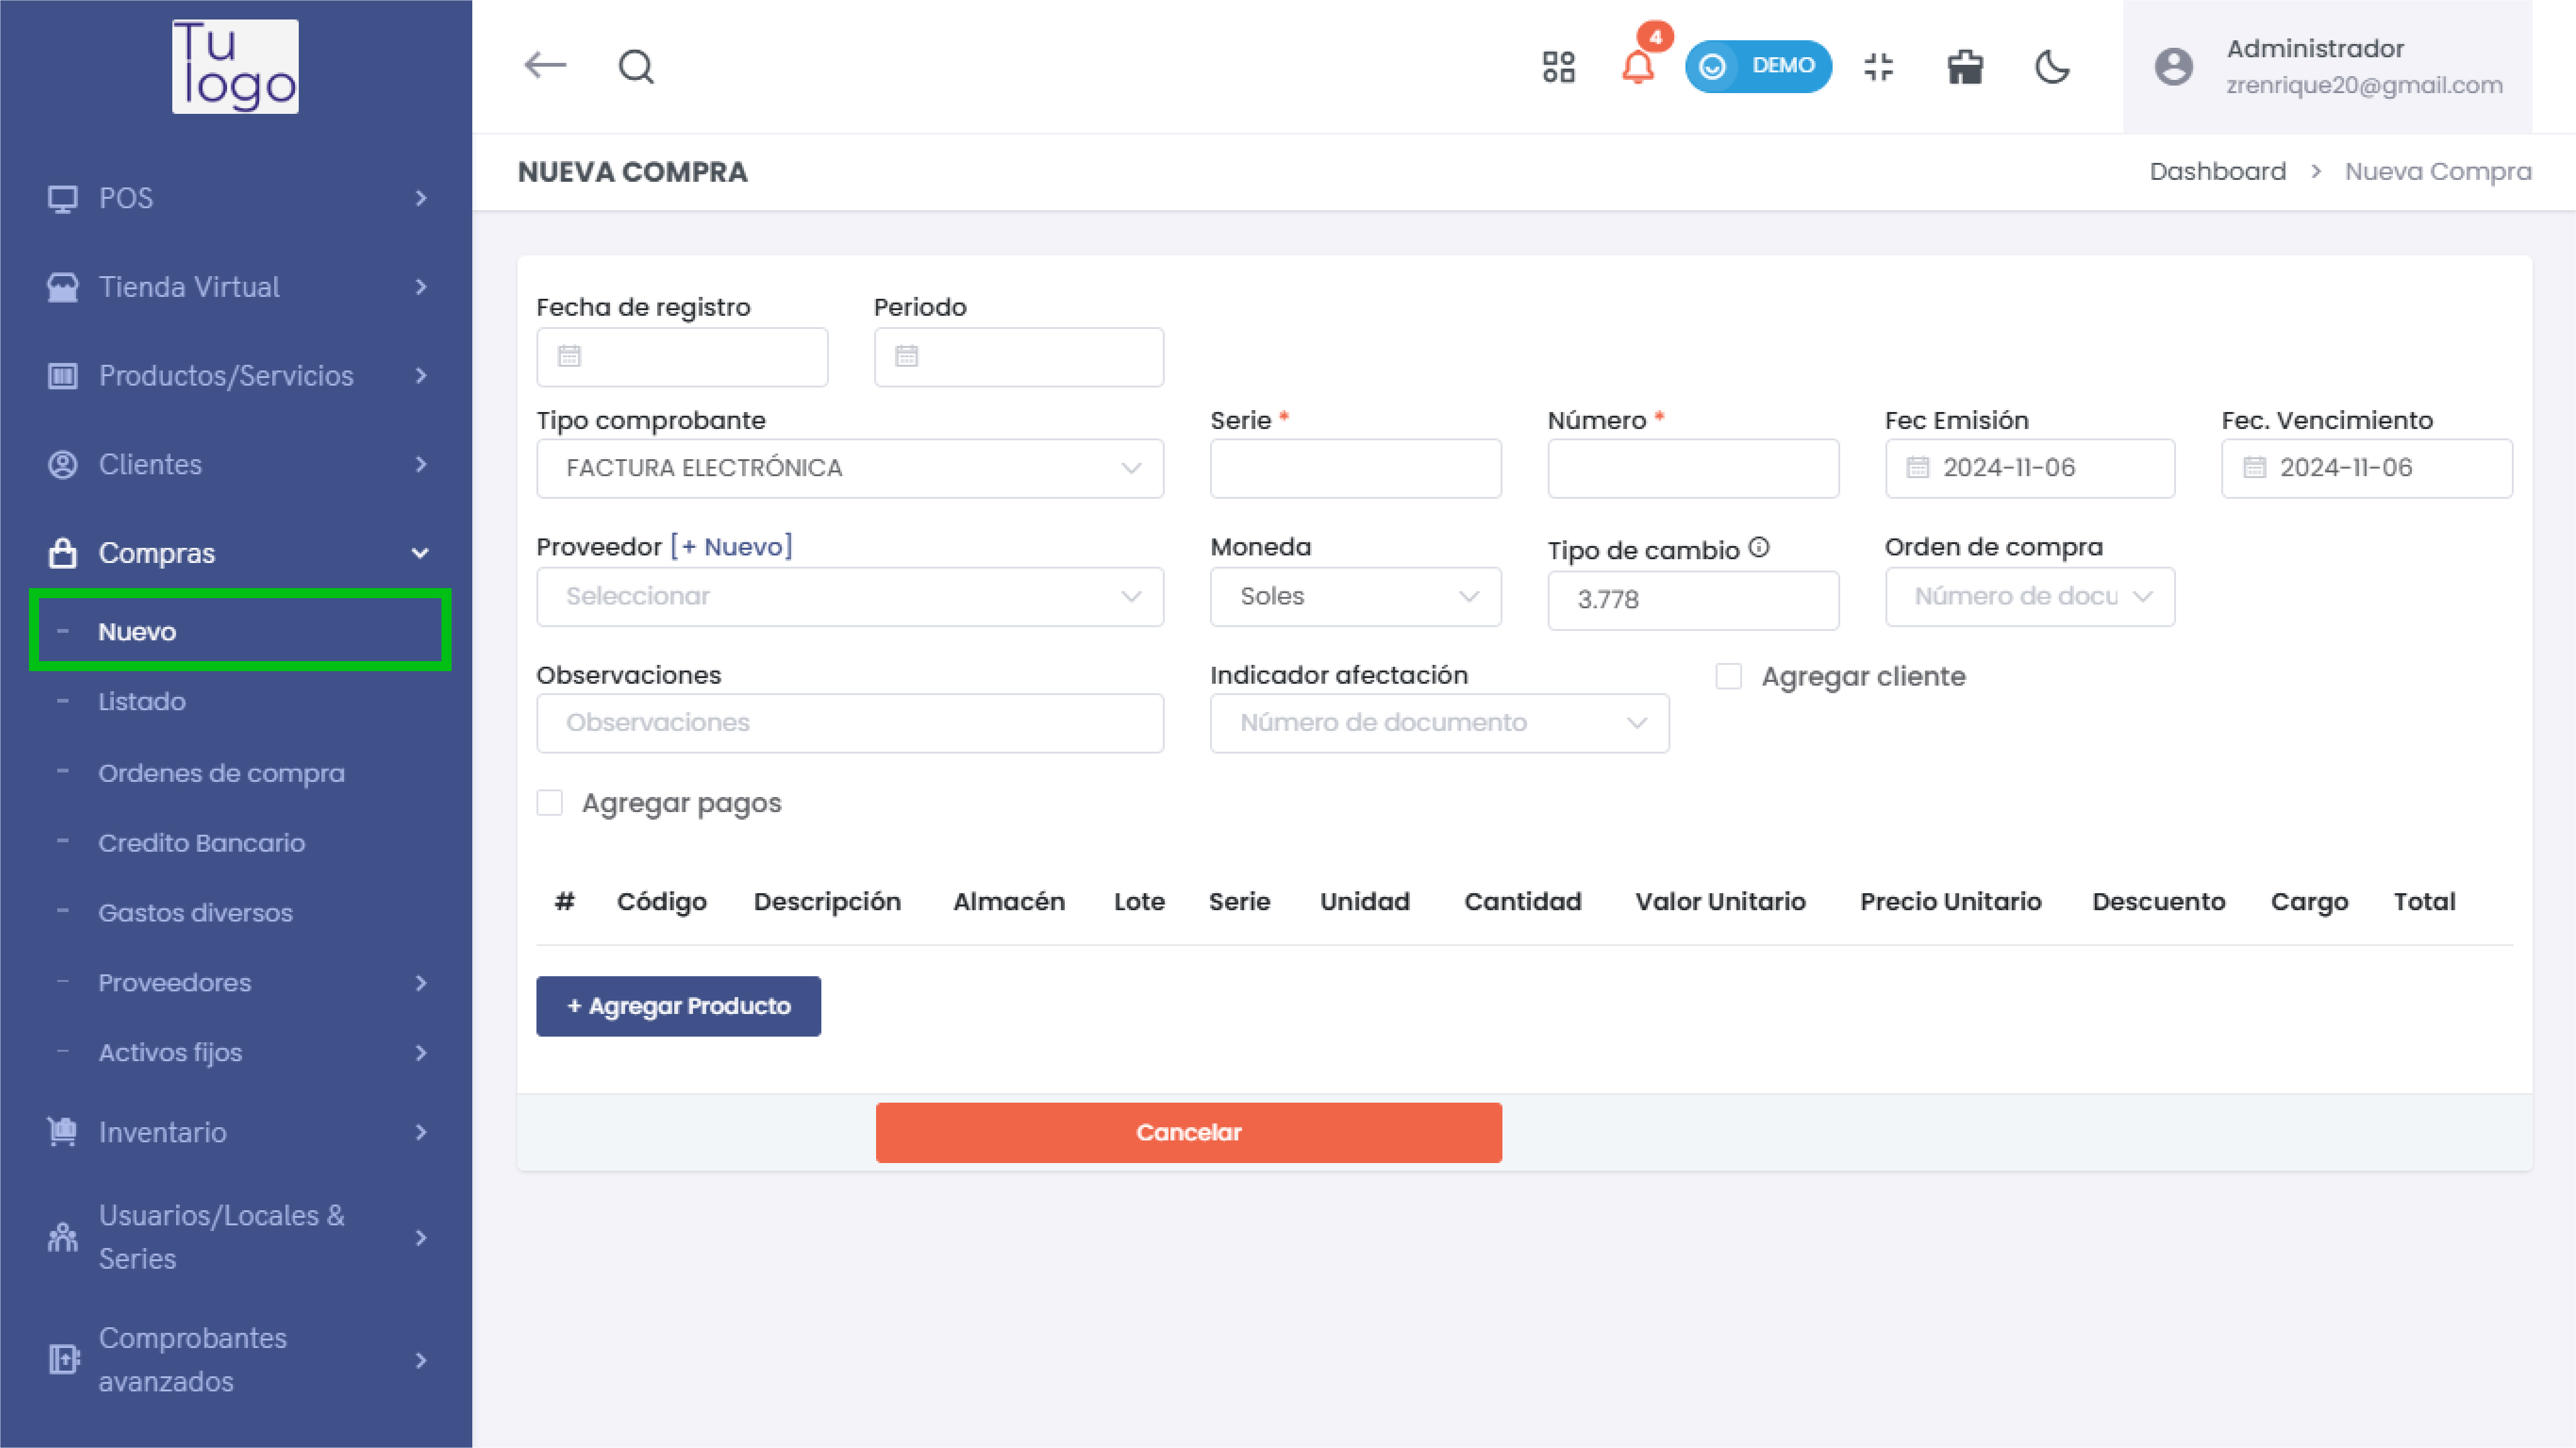 Tu
logo
POS
Tienda Virtual
Productos/Servicios
Clientes
Compras
- Nuevo
- Listado
- Ordenes de compra
- Credito Bancario
- Gastos diversos
- Proveedores
- Activos fijos
Inventario
Usuarios/Locales &
Series
Comprobantes
avanzados
4
DEMO
Administrador
zrenrique20@gmail.com
NUEVA COMPRA
Dashboard > Nueva Compra
Fecha de registro Periodo
Tipo comprobante Serie * Número * Fec Emisión Fec. Vencimiento
FACTURA ELECTRÓNICA 2024-11-06 2024-11-06
Proveedor [+ Nuevo] Moneda Tipo de cambio Orden de compra
Seleccionar Soles 3.778 Número de docu
Observaciones Indicador afectación Agregar cliente
Observaciones Número de documento
Agregar pagos
# Código Descripción Almacén Lote Serie Unidad Cantidad Valor Unitario Precio Unitario Descuento Cargo Total
+ Agregar Producto
Cancelar